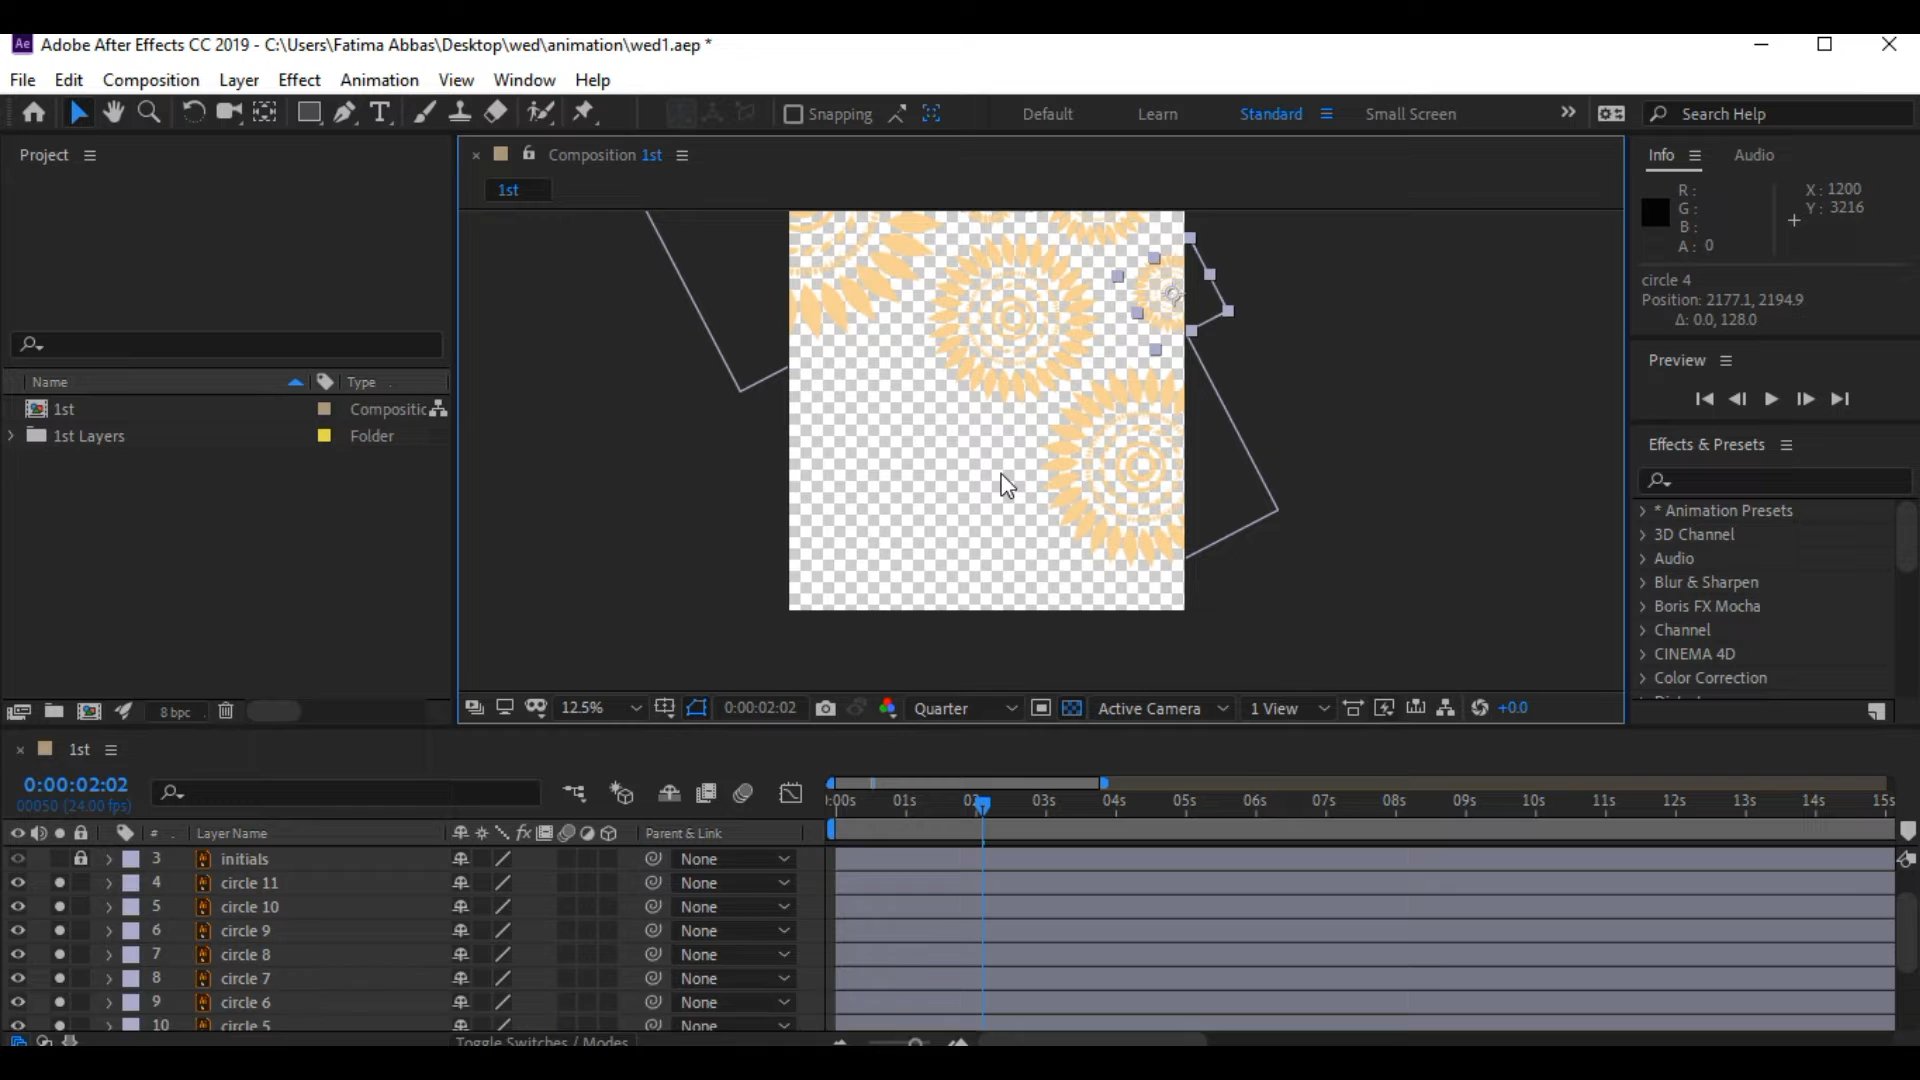 Ae Adobe After Effects CC 2019 - C:\Users\Fatima Abbas\Desktop\wed\animation\wed1.aep *
File Edit Composition Layer Effect Animation View Window Help
Snapping Default Learn Standard Small Screen Search Help
Project
Composition 1st
Info Audio
1st
R: X: 1200
G: Y: 3216
B:
A: 0
circle 4
Position: 2177.1, 2194.9
Δ: 0.0, 128.0
Preview
Name Type
1st Compositic
1st Layers Folder
Effects & Presets
* Animation Presets
3D Channel
Audio
Blur & Sharpen
Boris FX Mocha
Channel
CINEMA 4D
Color Correction
8 bpc
12.5% 0:00:02:02 Quarter Active Camera 1 View +0.0
1st
0:00:02:02
00050 (24.00 fps)
:00s 01s 02 03s 04s 05s 06s 07s 08s 09s 10s 11s 12s 13s 14s 15s
# Layer Name fx Parent & Link
3 initials None
4 circle 11 None
5 circle 10 None
6 circle 9 None
7 circle 8 None
8 circle 7 None
9 circle 6 None
10 circle 5 None
Toggle Switches / Modes